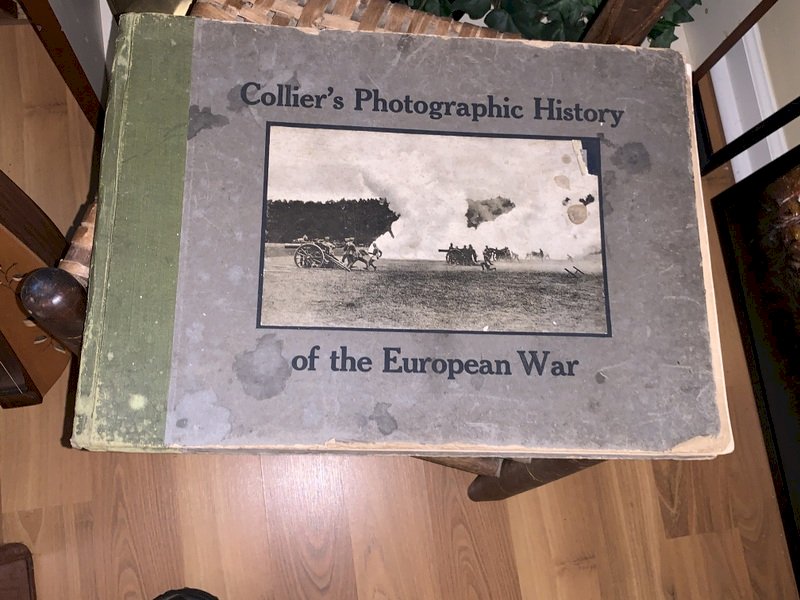 Collier's Photographic History
of the European War